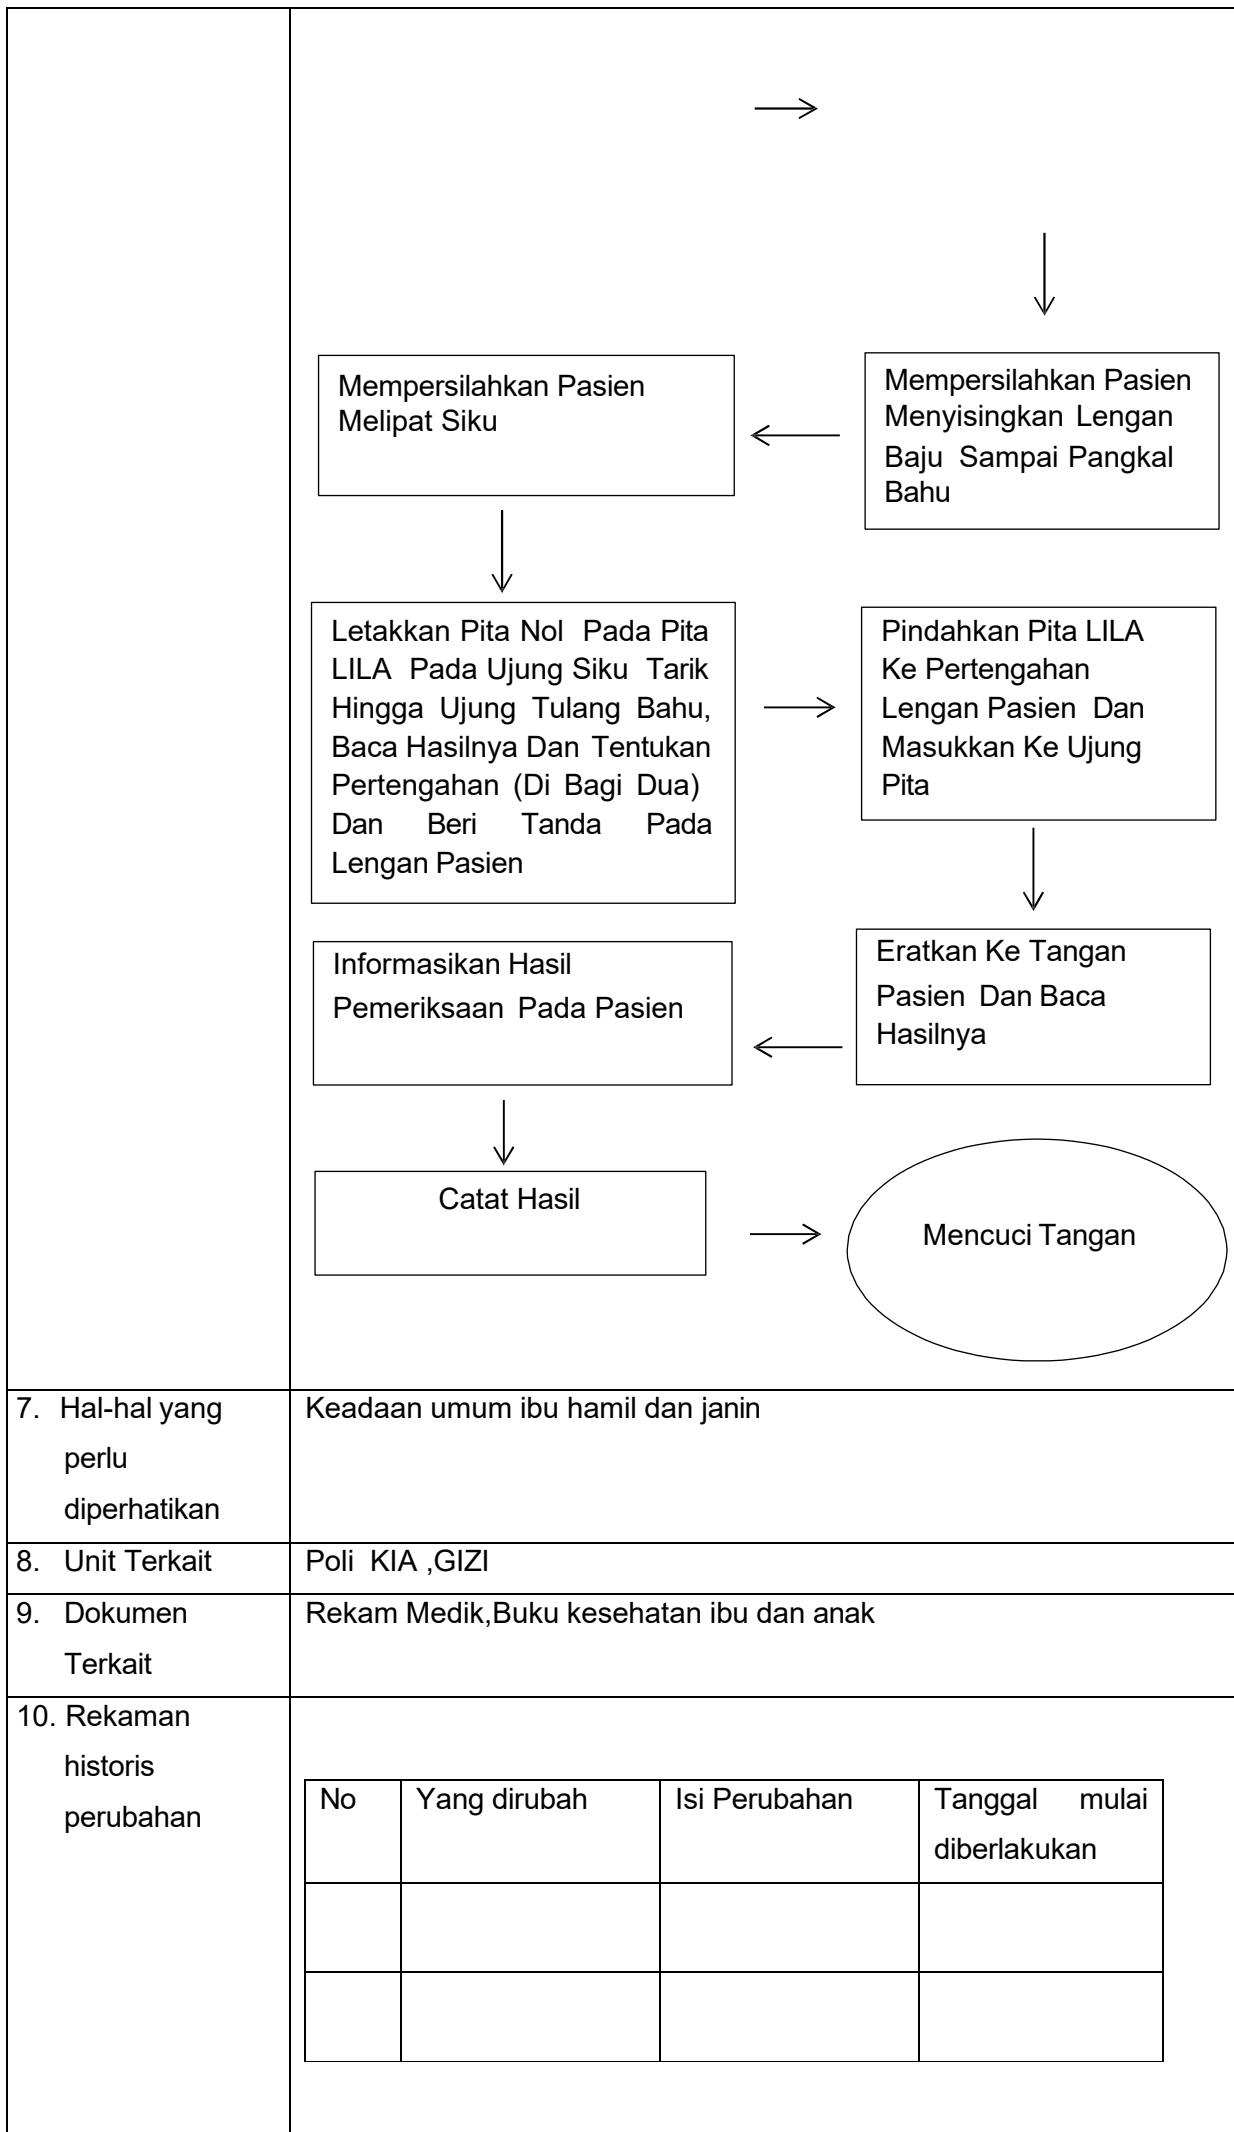 Mempersilahkan Pasien
Menyisingkan Lengan
Baju Sampai Pangkal
Bahu
Mempersilahkan Pasien
Melipat Siku
Letakkan Pita Nol Pada Pita
LILA Pada Ujung Siku Tarik
Hingga Ujung Tulang Bahu,
Baca Hasilnya Dan Tentukan
Pertengahan (Di Bagi Dua)
Dan Beri Tanda Pada
Lengan Pasien
Pindahkan Pita LILA
Ke Pertengahan
Lengan Pasien Dan
Masukkan Ke Ujung
Pita
Eratkan Ke Tangan
Pasien Dan Baca
Hasilnya
Informasikan Hasil
Pemeriksaan Pada Pasien
Catat Hasil
Mencuci Tangan
7. Hal-hal yang
perlu
diperhatikan
Keadaan umum ibu hamil dan janin
8. Unit Terkait
Poli KIA ,GIZI
9. Dokumen
Terkait
Rekam Medik,Buku kesehatan ibu dan anak
10. Rekaman
historis
perubahan
No
Yang dirubah
Isi Perubahan
Tanggal mulai
diberlakukan